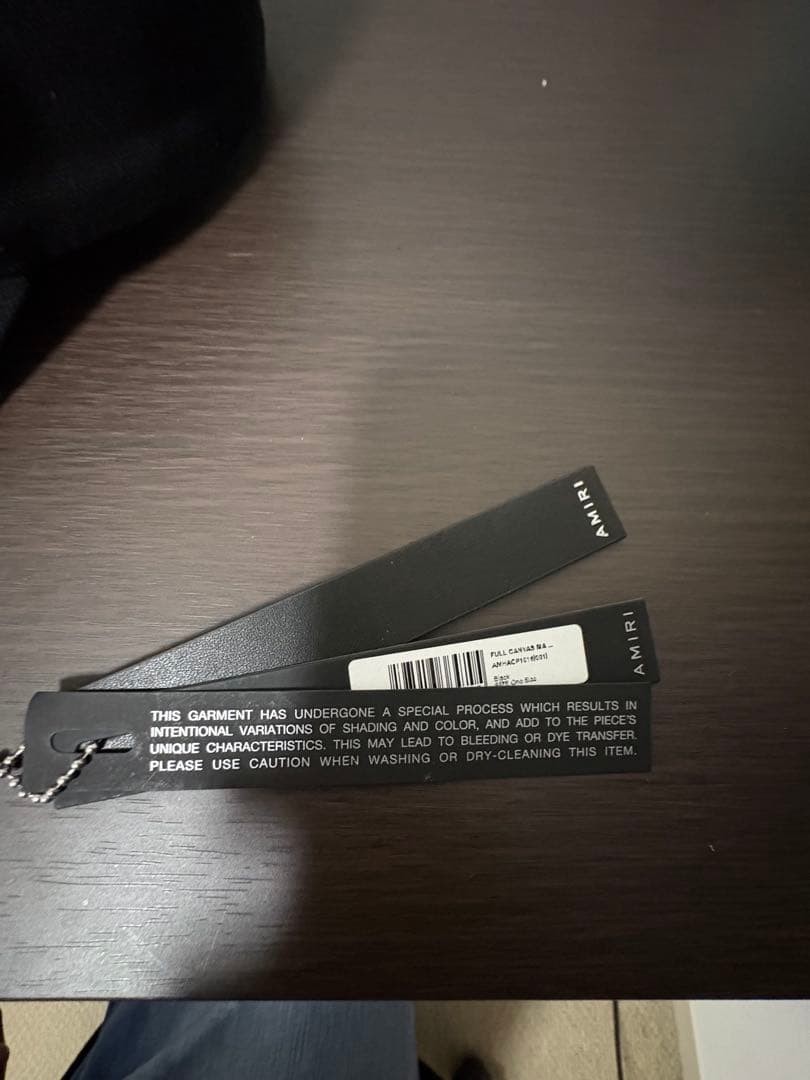 AMIRI
AMIRI
FULL CANVAS MA...
Black
One Size
THIS GARMENT HAS UNDERGONE A SPECIAL PROCESS WHICH RESULTS IN
INTENTIONAL VARIATIONS OF SHADING AND COLOR, AND ADD TO THE PIECE'S
UNIQUE CHARACTERISTICS. THIS MAY LEAD TO BLEEDING OR DYE TRANSFER.
PLEASE USE CAUTION WHEN WASHING OR DRY-CLEANING THIS ITEM.